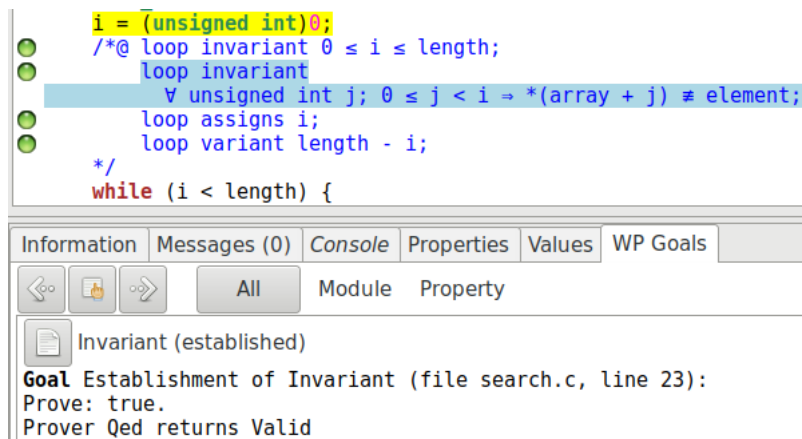 i = (unsigned int)0;
/*@ loop invariant 0 ≤ i ≤ length;
loop invariant
∀ unsigned int j; 0 ≤ j < i ⇒ *(array + j) ≢ element;
loop assigns i;
loop variant length - i;
*/
while (i < length) {
Information Messages (0) Console Properties Values WP Goals
All Module Property
Invariant (established)
Goal Establishment of Invariant (file search.c, line 23):
Prove: true.
Prover Qed returns Valid